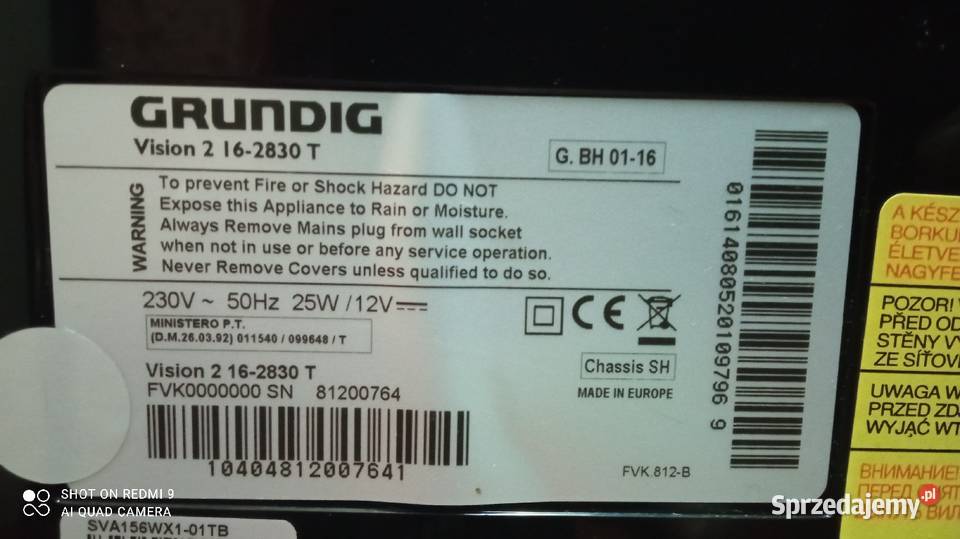 GRUNDIG
Vision 2 16-2830 T
G. BH 01-16
WARNING
To prevent Fire or Shock Hazard DO NOT
Expose this Appliance to Rain or Moisture.
Always Remove Mains plug from wall socket
when not in use or before any service operation.
Never Remove Covers unless qualified to do so.
230V ~ 50Hz 25W /12V
MINISTERO P.T.
(D.M.26.03.92) 011540 / 099648 / T
CE
Chassis SH
MADE IN EUROPE
Vision 2 16-2830 T
FVK0000000 SN 81200764
10404812007641
FVK.812-B
01614080520109796 9
A KÉSZ
BORKU
ÉLETVE
NAGYFE
POZOR!
PŘED OD
STĚNY V
ZE SÍŤOV
UWAGA W
PRZED ZD
WYJĄĆ WT
ВНИМАНИЕ
SHOT ON REDMI 9
AI QUAD CAMERA
Sprzedajemy.pl
SVA156WX1-01TB